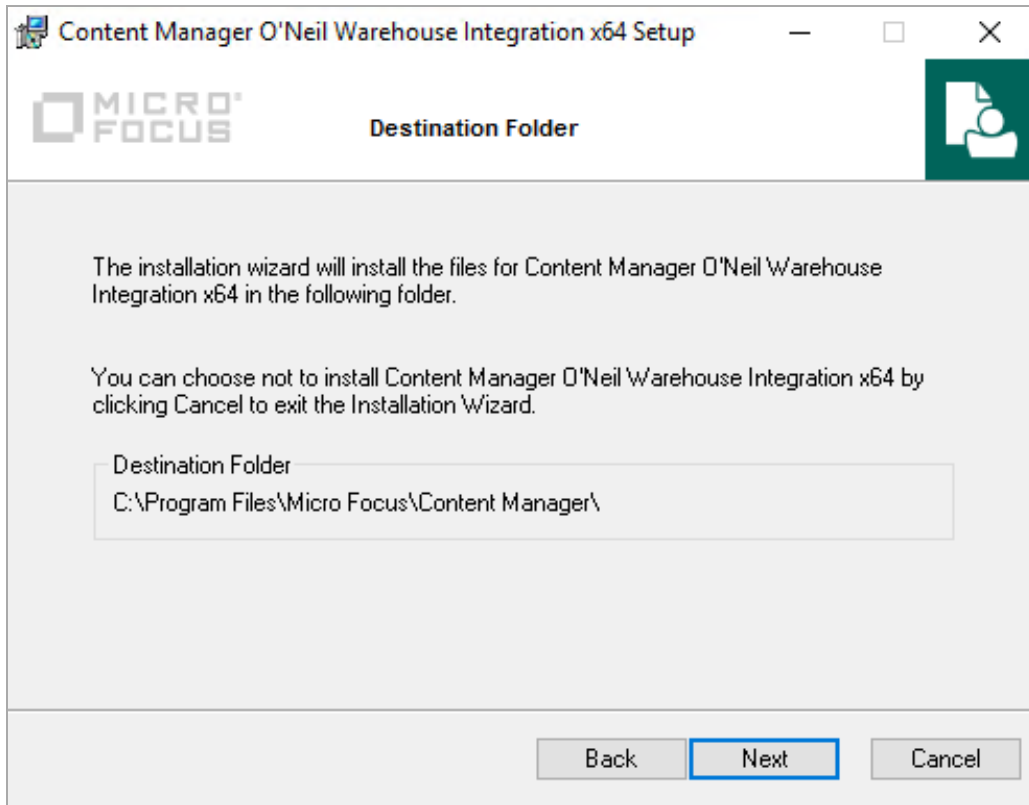 Content Manager O'Neil Warehouse Integration x64 Setup
MICRO
FOCUS
Destination Folder
The installation wizard will install the files for Content Manager O'Neil Warehouse
Integration x64 in the following folder.
You can choose not to install Content Manager O'Neil Warehouse Integration x64 by
clicking Cancel to exit the Installation Wizard.
Destination Folder
C:\Program Files\Micro Focus\Content Manager\
Back Next Cancel